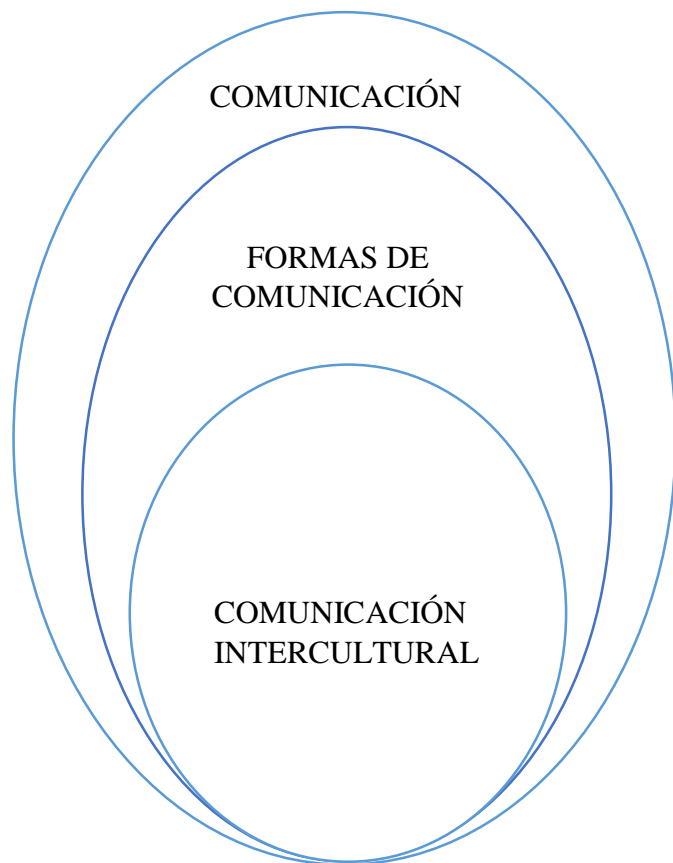 COMUNICACIÓN
FORMAS DE
COMUNICACIÓN
COMUNICACIÓN
INTERCULTURAL